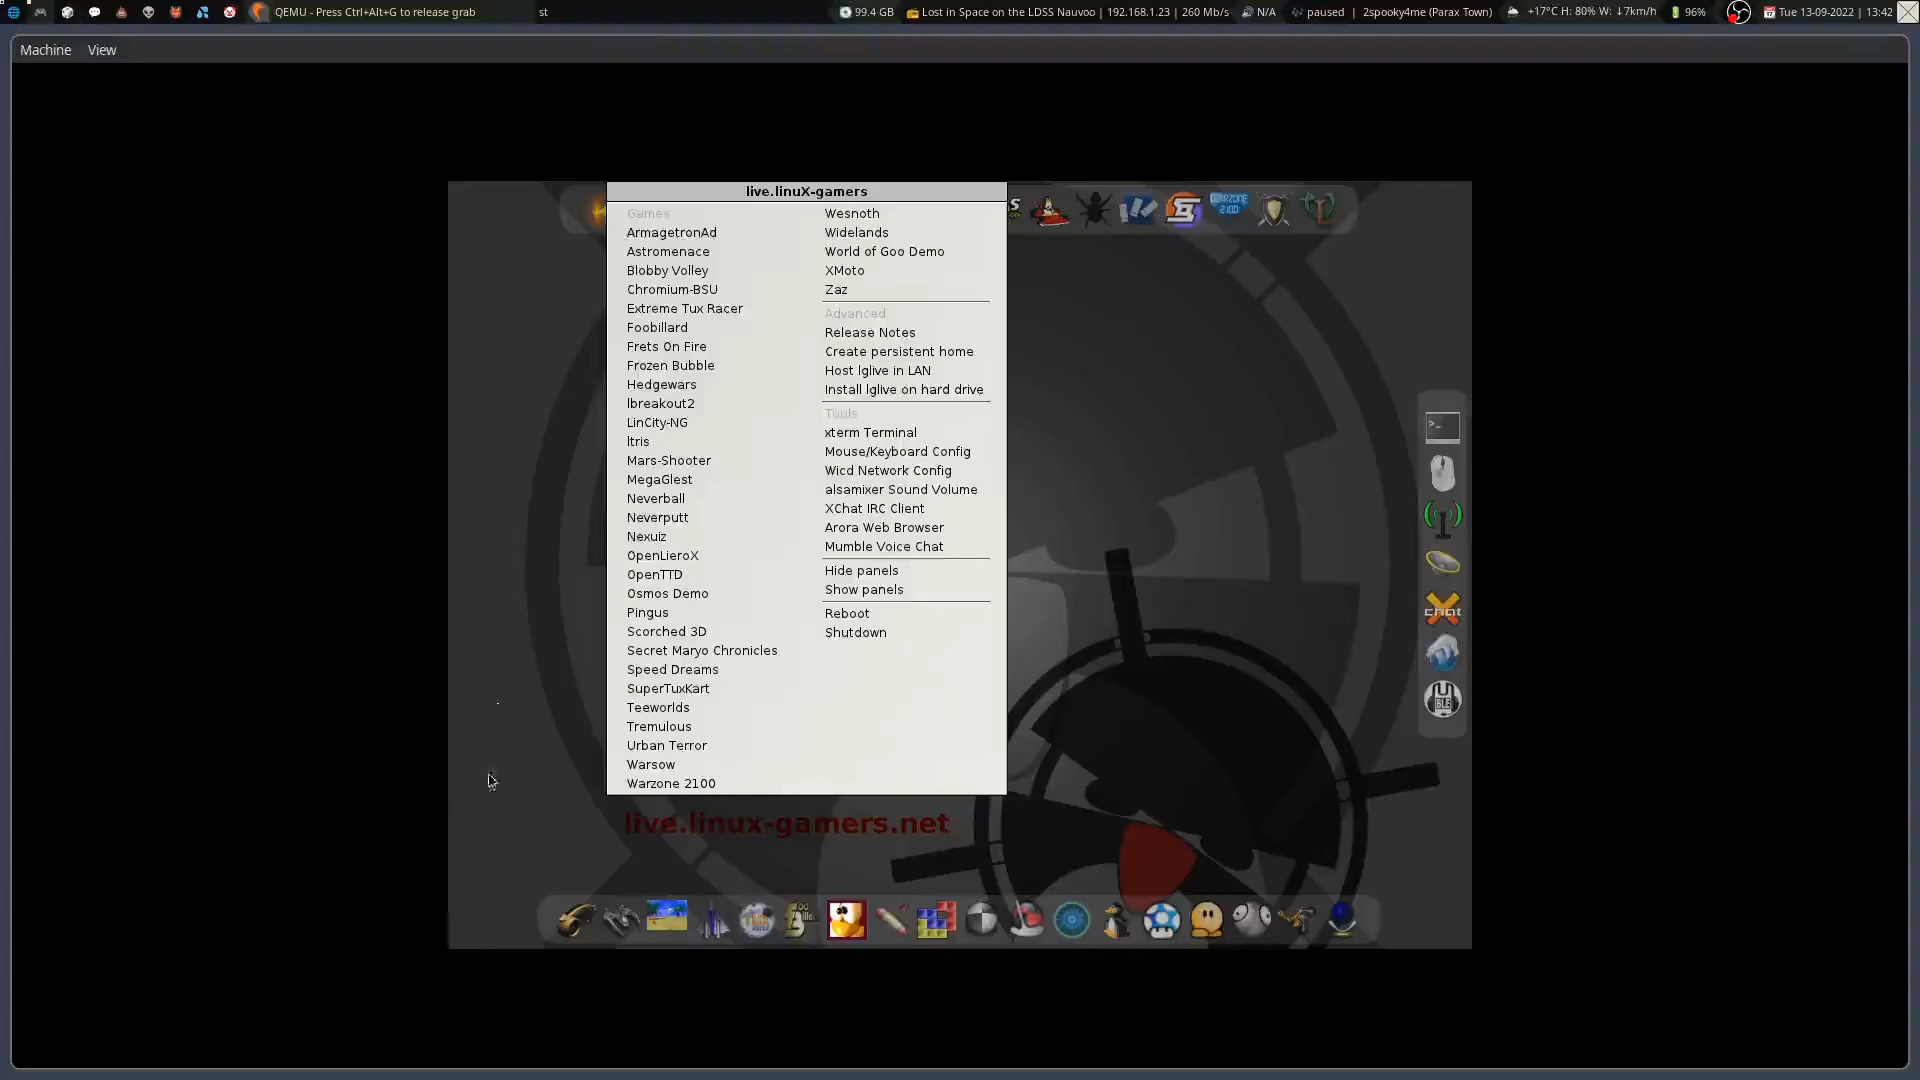 QEMU - Press Ctrl+Alt+G to release grab
st
99.4 GB
Lost in Space on the LDSS Nauvoo | 192.168.1.23 | 260 Mb/s
N/A
paused | 2spooky4me (Parax Town)
+17°C H: 80% W: ↓7km/h
96%
Tue 13-09-2022 | 13:42
Machine View
live.linuX-gamers
Games
ArmagetronAd
Astromenace
Blobby Volley
Chromium-BSU
Extreme Tux Racer
Foobillard
Frets On Fire
Frozen Bubble
Hedgewars
lbreakout2
LinCity-NG
ltris
Mars-Shooter
MegaGlest
Neverball
Neverputt
Nexuiz
OpenLieroX
OpenTTD
Osmos Demo
Pingus
Scorched 3D
Secret Maryo Chronicles
Speed Dreams
SuperTuxKart
Teeworlds
Tremulous
Urban Terror
Warsow
Warzone 2100
Wesnoth
Widelands
World of Goo Demo
XMoto
Zaz
Advanced
Release Notes
Create persistent home
Host lglive in LAN
Install lglive on hard drive
Tuuls
xterm Terminal
Mouse/Keyboard Config
Wicd Network Config
alsamixer Sound Volume
XChat IRC Client
Arora Web Browser
Mumble Voice Chat
Hide panels
Show panels
Reboot
Shutdown
WARZONE
2100
>_
chat
BLE
live.linux-gamers.net